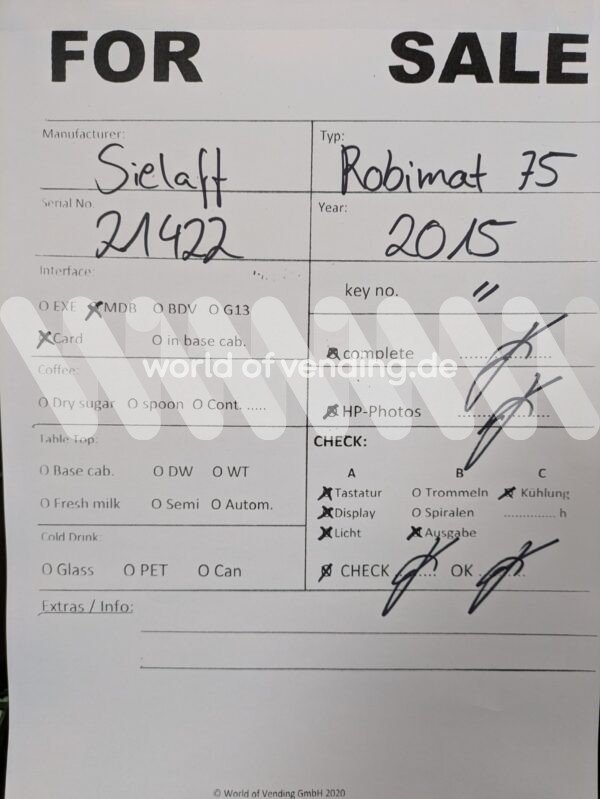 FOR SALE
Manufacturer: Typ:
Sielaff Robimat 75
Serial No. Year:
21422 2015
Interface:
key no. "
O EXE X MDB O BDV O G13
X Card O in base cab.
X complete
world of vending.de
Coffee:
O Dry sugar O spoon O Cont. .....
X HP-Photos
Table Top: CHECK:
O Base cab. O DW O WT
A B C
X Tastatur O Trommeln X Kühlung
O Fresh milk O Semi O Autom.
X Display O Spiralen ............... h
Cold Drink: X Licht X Ausgabe
O Glass O PET O Can
X CHECK OK
Extras / Info:
© World of Vending GmbH 2020